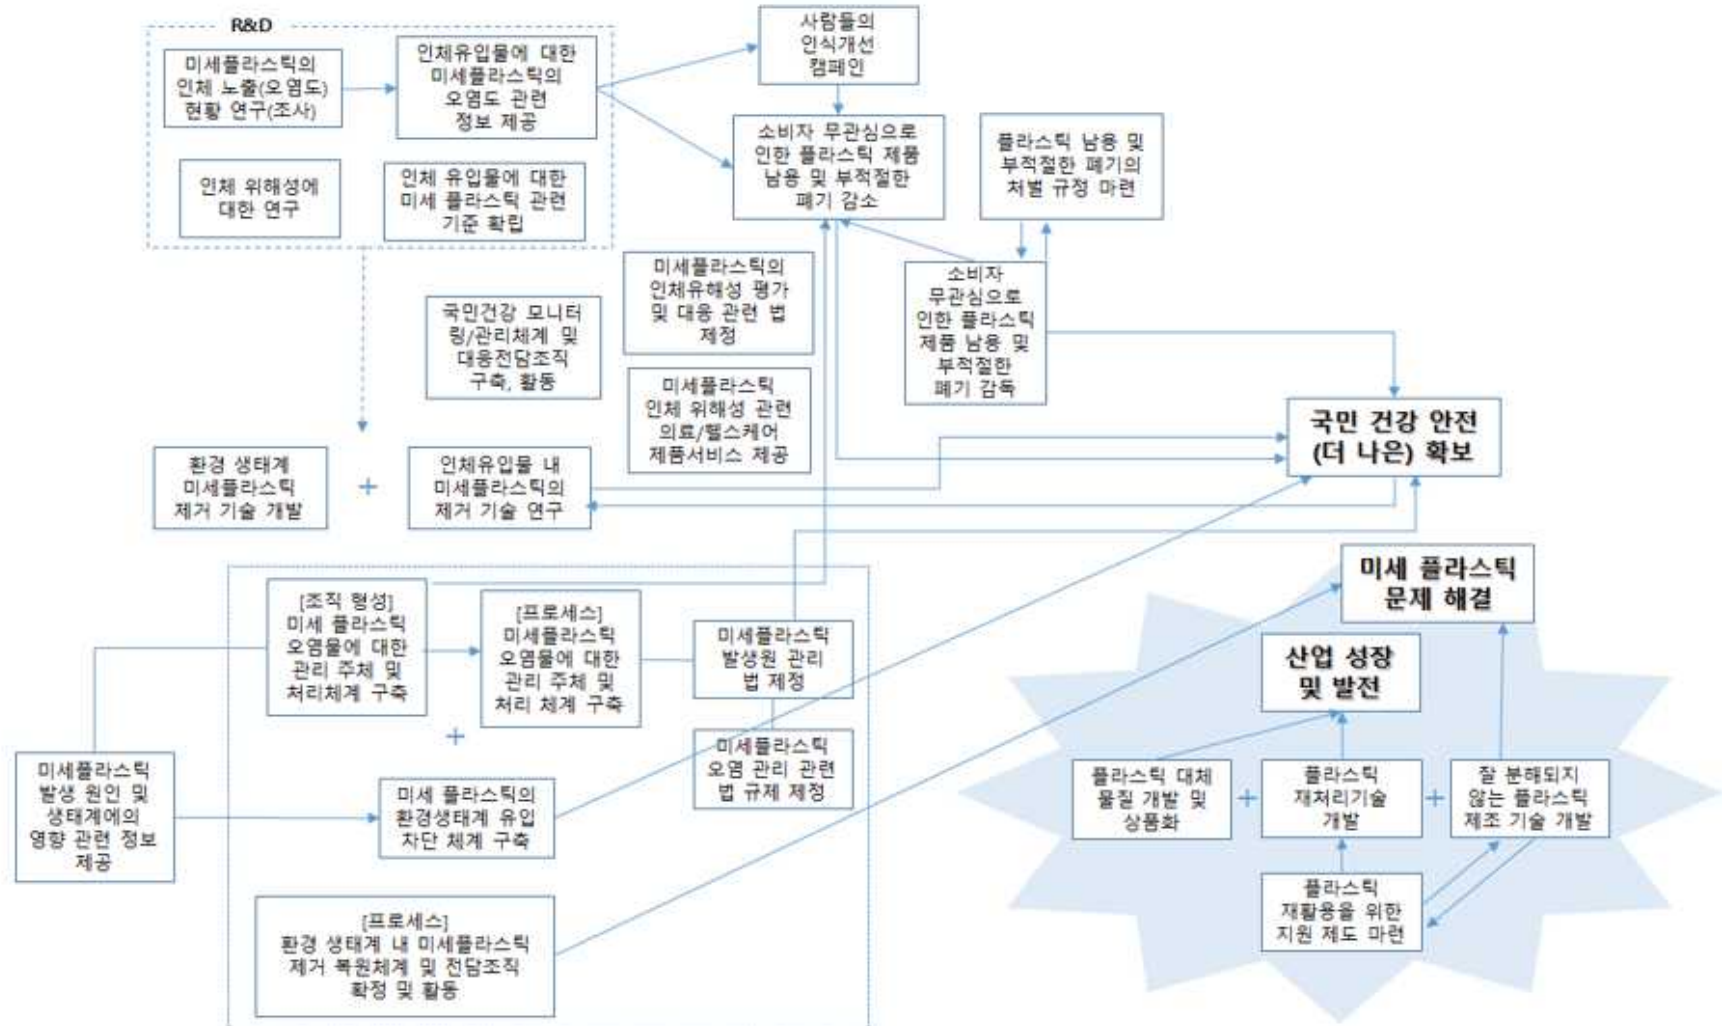 R&D
미세플라스틱의
인체 노출(오염도)
현황 연구(조사)
인체유입물에 대한
미세플라스틱의
오염도 관련
정보 제공
인체 위해성에
대한 연구
인체 유입물에 대한
미세 플라스틱 관련
기준 확립
사람들의
인식개선
캠페인
소비자 무관심으로
인한 플라스틱 제품
남용 및 부적절한
폐기 감소
플라스틱 남용 및
부적절한 폐기의
처벌 규정 마련
소비자
무관심으로
인한 플라스틱
제품 남용 및
부적절한
폐기 감독
미세플라스틱의
인체유해성 평가
및 대응 관련 법
제정
국민건강 모니터
링/관리체계 및
대응전담조직
구축, 활동
미세플라스틱
인체 위해성 관련
의료/헬스케어
제품서비스 제공
국민 건강 안전
(더 나은) 확보
환경 생태계
미세플라스틱
제거 기술 개발
+
인체유입물 내
미세플라스틱의
제거 기술 연구
[조직 형성]
미세 플라스틱
오염물에 대한
관리 주체 및
처리체계 구축
[프로세스]
미세플라스틱
오염물에 대한
관리 주체 및
처리 체계 구축
미세플라스틱
발생원 관리
법 제정
+
미세플라스틱
오염 관리 관련
법 규제 제정
미세플라스틱
발생 원인 및
생태계에의
영향 관련 정보
제공
미세 플라스틱의
환경생태계 유입
차단 체계 구축
[프로세스]
환경 생태계 내 미세플라스틱
제거 복원체계 및 전담조직
확정 및 활동
미세 플라스틱
문제 해결
산업 성장
및 발전
플라스틱 대체
물질 개발 및
상품화
+
플라스틱
재처리기술
개발
+
잘 분해되지
않는 플라스틱
제조 기술 개발
플라스틱
재활용을 위한
지원 제도 마련